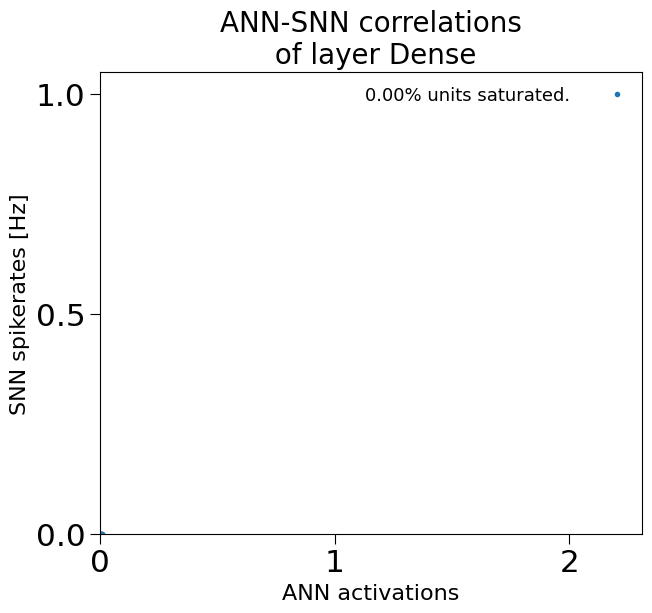 ANN-SNN correlations
of layer Dense
1.0
0.00% units saturated.
0.5
SNN spikerates [Hz]
0.0
0
1
2
ANN activations